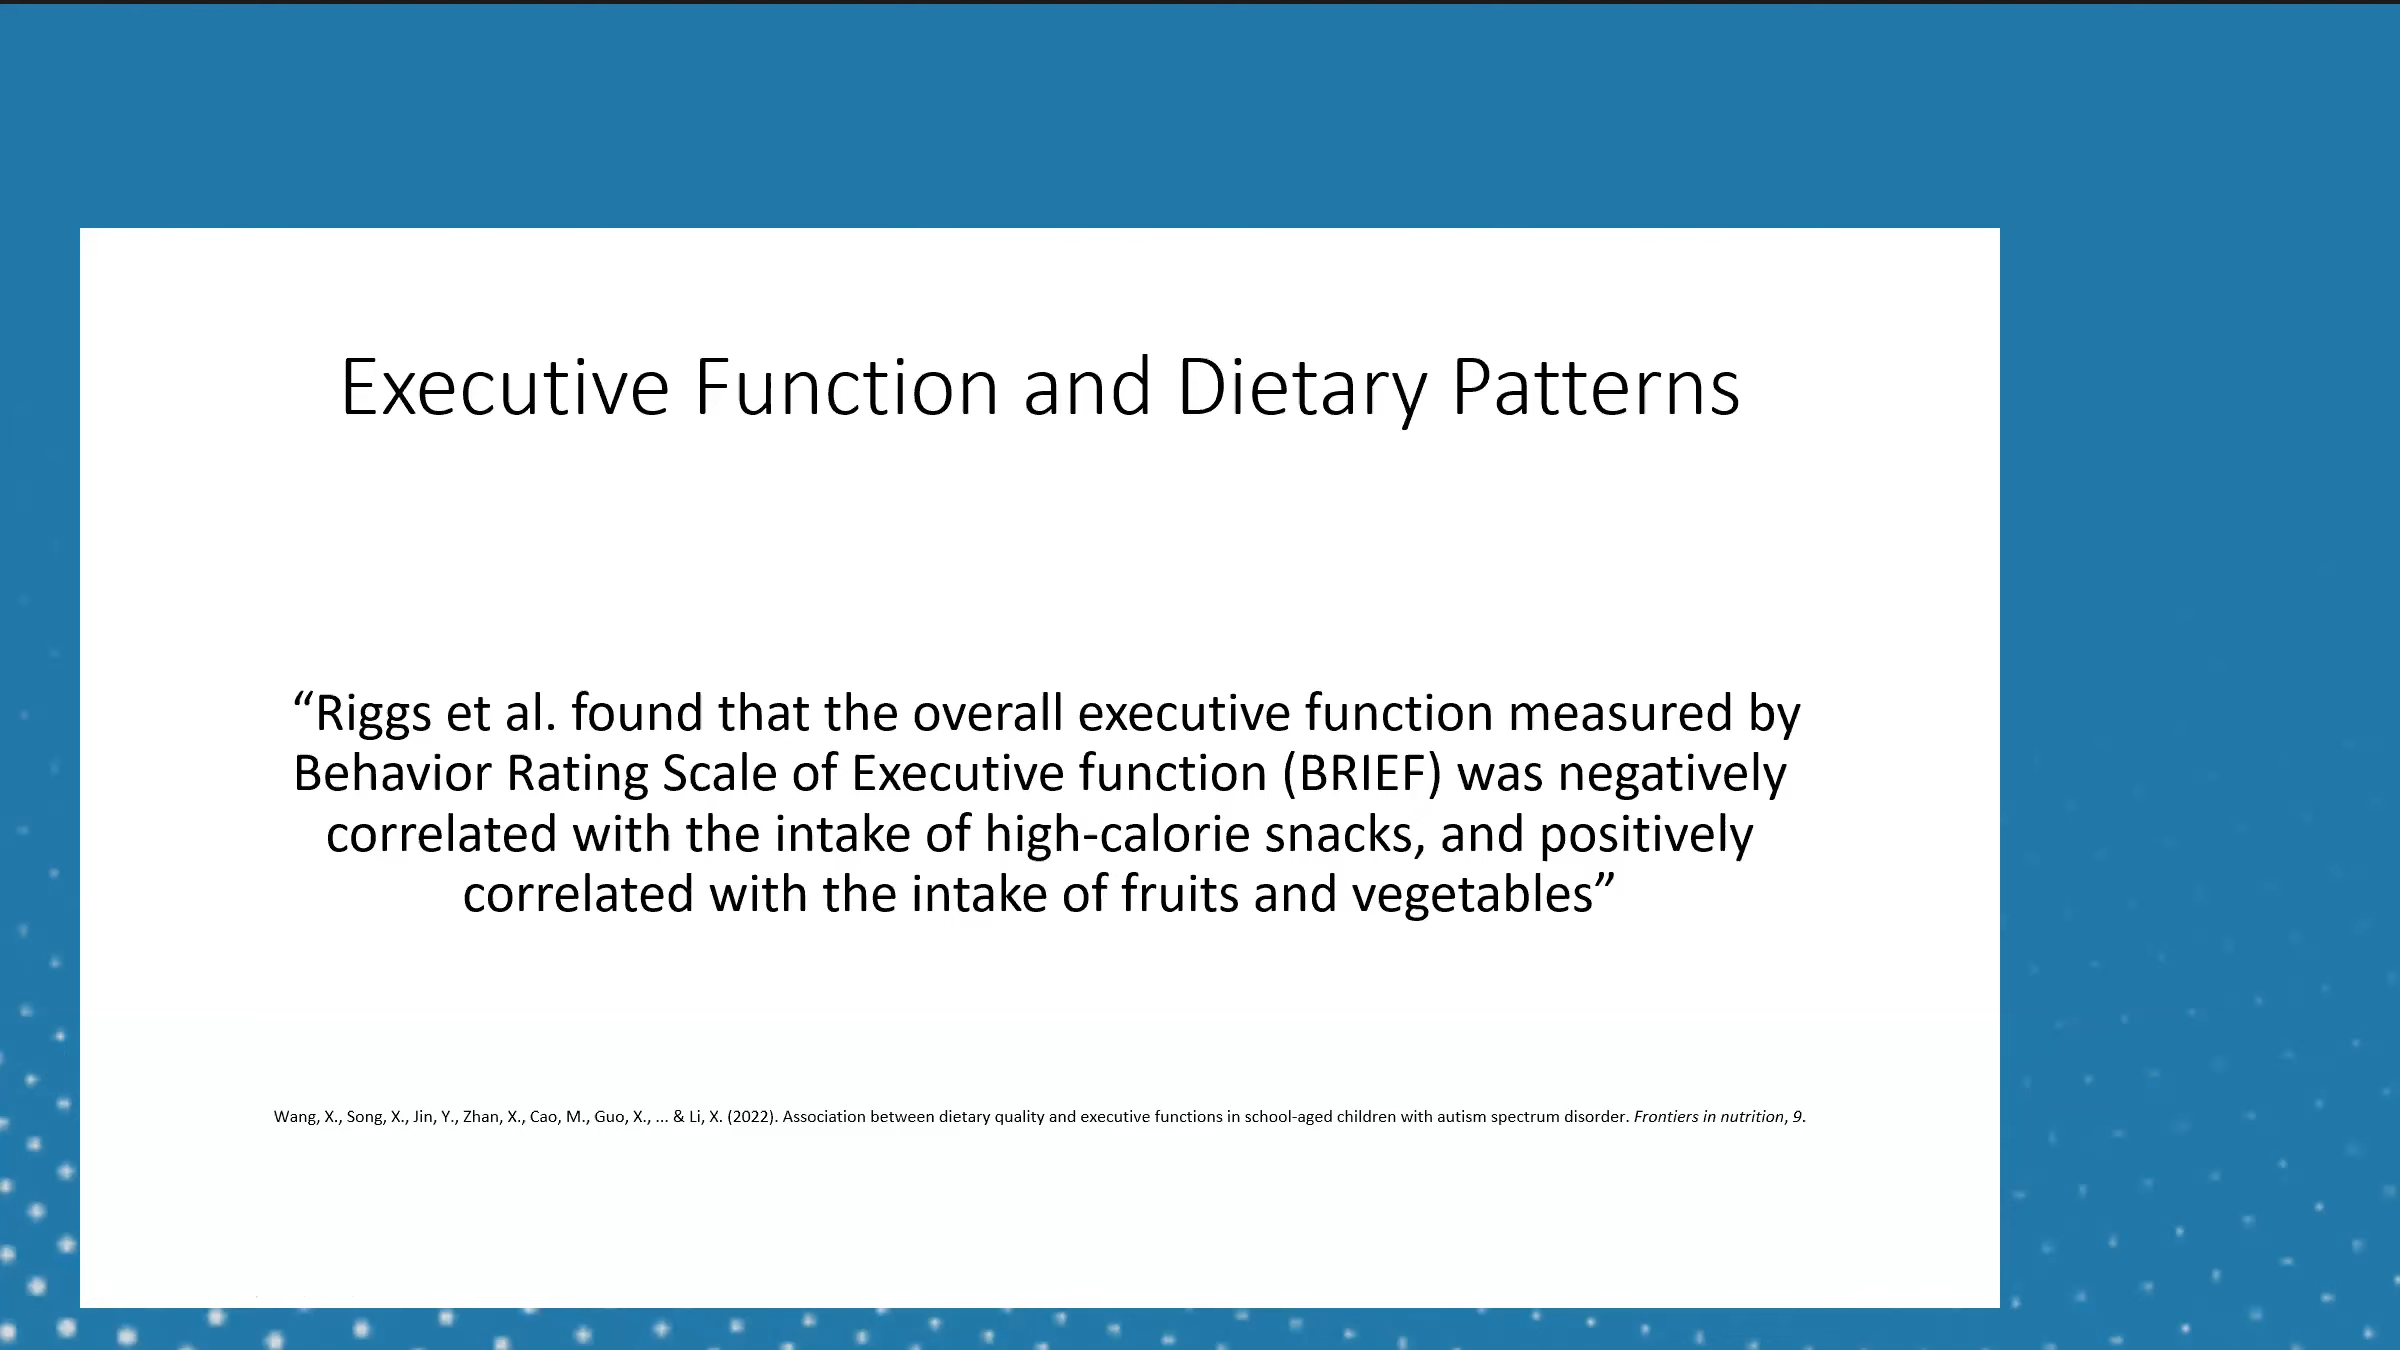 Executive Function and Dietary Patterns
“Riggs et al. found that the overall executive function measured by
Behavior Rating Scale of Executive function (BRIEF) was negatively
correlated with the intake of high-calorie snacks, and positively
correlated with the intake of fruits and vegetables”
Wang, X., Song, X., Jin, Y., Zhan, X., Cao, M., Guo, X., ... & Li, X. (2022). Association between dietary quality and executive functions in school-aged children with autism spectrum disorder. Frontiers in nutrition, 9.